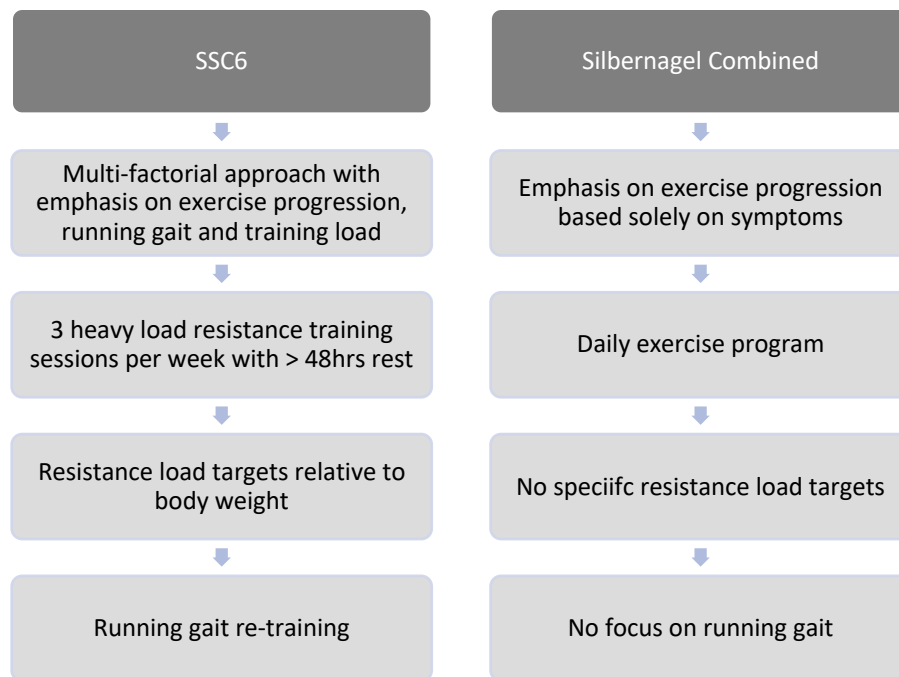 SSC6
Multi-factorial approach with
emphasis on exercise progression,
running gait and training load
3 heavy load resistance training
sessions per week with > 48hrs rest
Resistance load targets relative to
body weight
Running gait re-training
Silbernagel Combined
Emphasis on exercise progression
based solely on symptoms
Daily exercise program
No speciifc resistance load targets
No focus on running gait